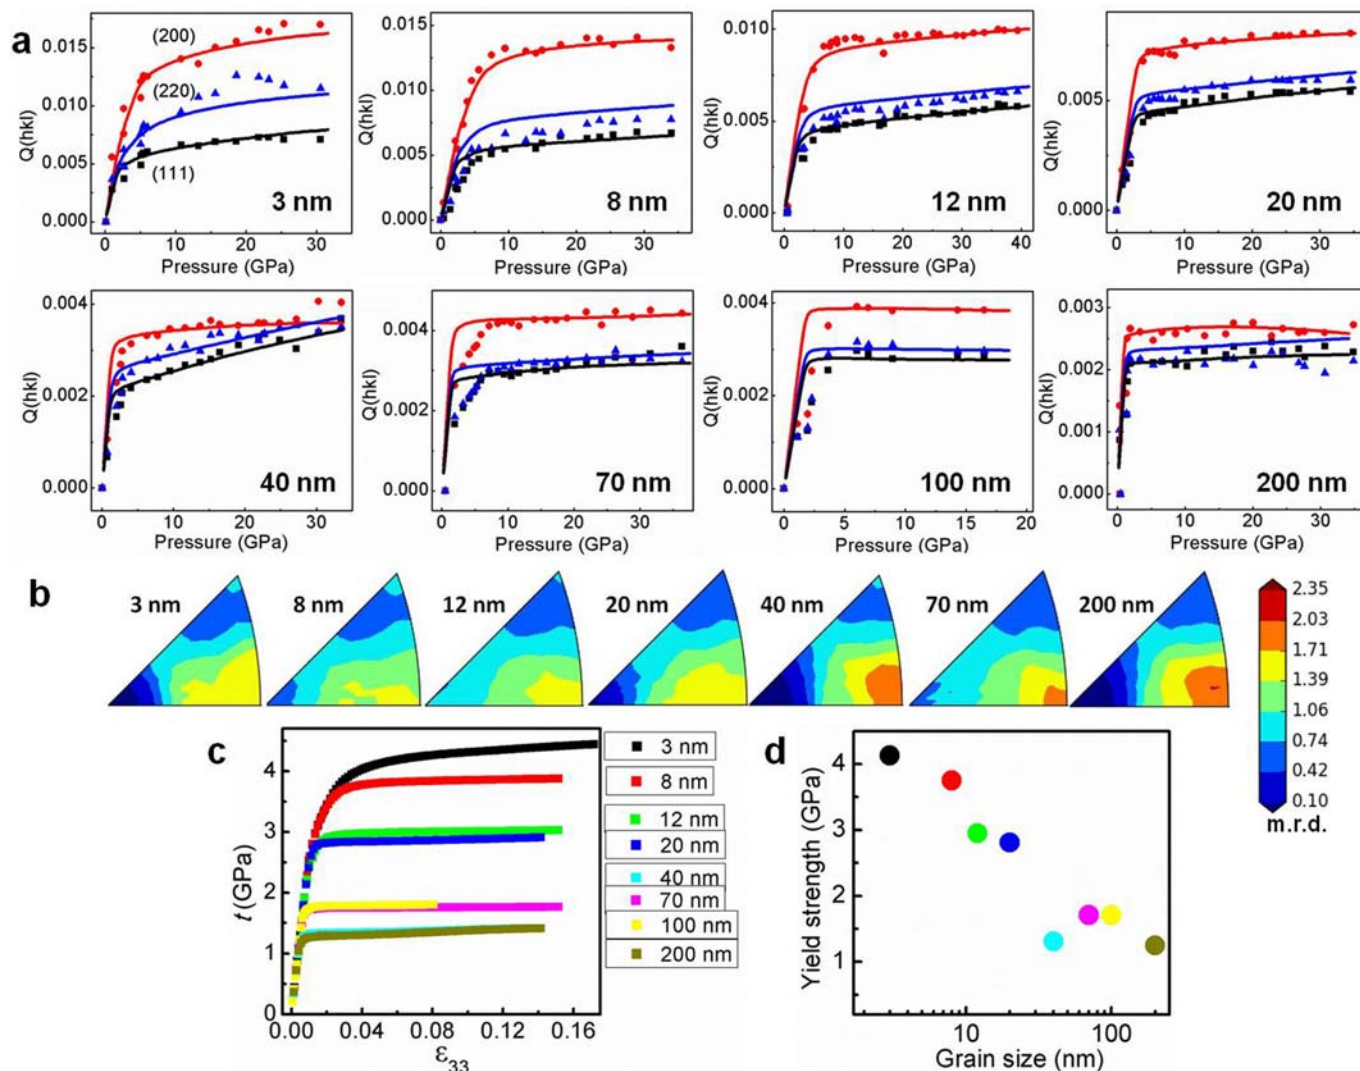 a
Q(hkl)
0.015
0.010
0.005
0.000
(200)
(220)
(111)
3 nm
0 10 20 30
Pressure (GPa)
Q(hkl)
0.015
0.010
0.005
0.000
8 nm
0 10 20 30
Pressure (GPa)
Q(hkl)
0.010
0.005
0.000
12 nm
0 10 20 30 40
Pressure (GPa)
Q(hkl)
0.005
0.000
20 nm
0 10 20 30
Pressure (GPa)
Q(hkl)
0.004
0.002
0.000
40 nm
0 10 20 30
Pressure (GPa)
Q(hkl)
0.004
0.002
0.000
70 nm
0 10 20 30
Pressure (GPa)
Q(hkl)
0.004
0.002
0.000
100 nm
0 5 10 15 20
Pressure (GPa)
Q(hkl)
0.003
0.002
0.001
0.000
200 nm
0 10 20 30
Pressure (GPa)
b
3 nm 8 nm 12 nm 20 nm 40 nm 70 nm 200 nm
2.35
2.03
1.71
1.39
1.06
0.74
0.42
0.10
m.r.d.
c
t (GPa)
4
3
2
1
0
0.00 0.04 0.08 0.12 0.16
ε33
3 nm
8 nm
12 nm
20 nm
40 nm
70 nm
100 nm
200 nm
d
Yield strength (GPa)
4
3
2
1
10 100
Grain size (nm)